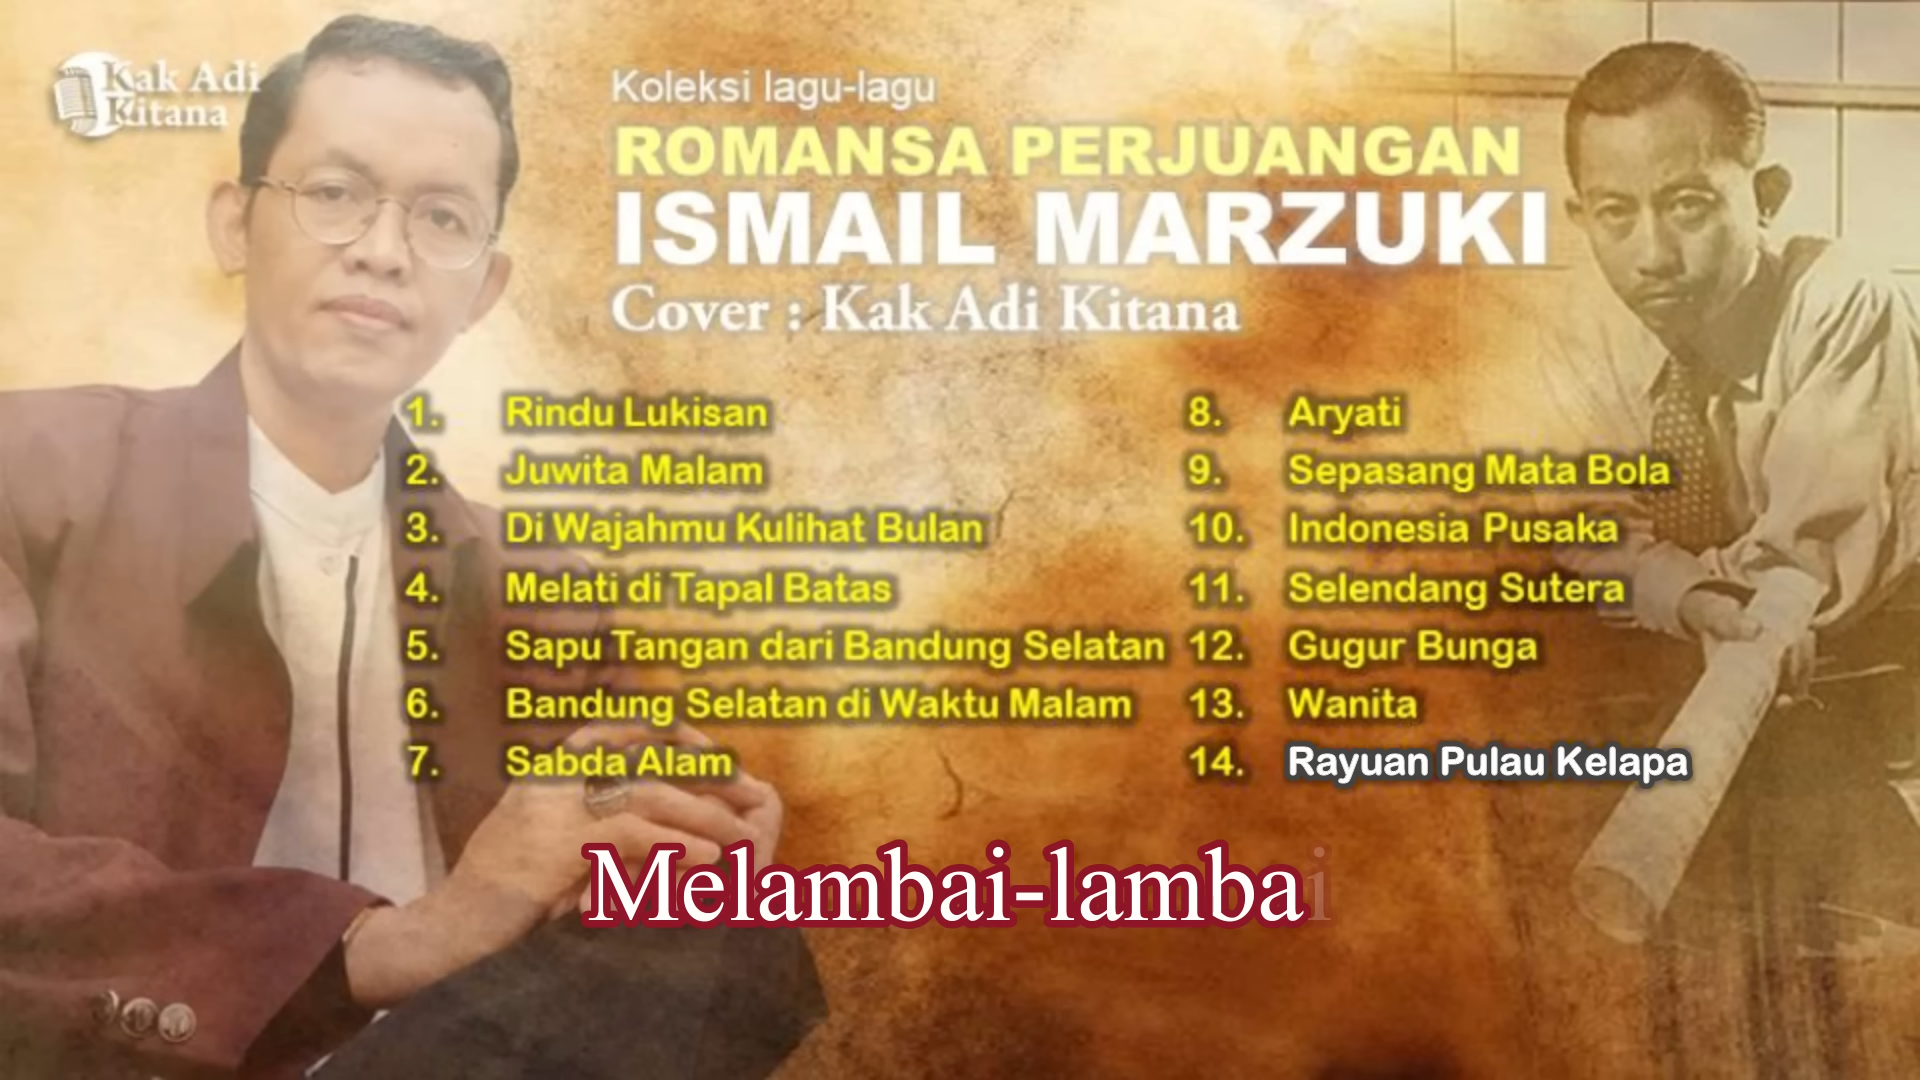 Kak Adi
Kitana
Koleksi lagu-lagu
ROMANSA PERJUANGAN
ISMAIL MARZUKI
Cover : Kak Adi Kitana
1. Rindu Lukisan
2. Juwita Malam
3. Di Wajahmu Kulihat Bulan
4. Melati di Tapal Batas
5. Sapu Tangan dari Bandung Selatan
6. Bandung Selatan di Waktu Malam
7. Sabda Alam
8. Aryati
9. Sepasang Mata Bola
10. Indonesia Pusaka
11. Selendang Sutera
12. Gugur Bunga
13. Wanita
14. Rayuan Pulau Kelapa
Melambai-lambai